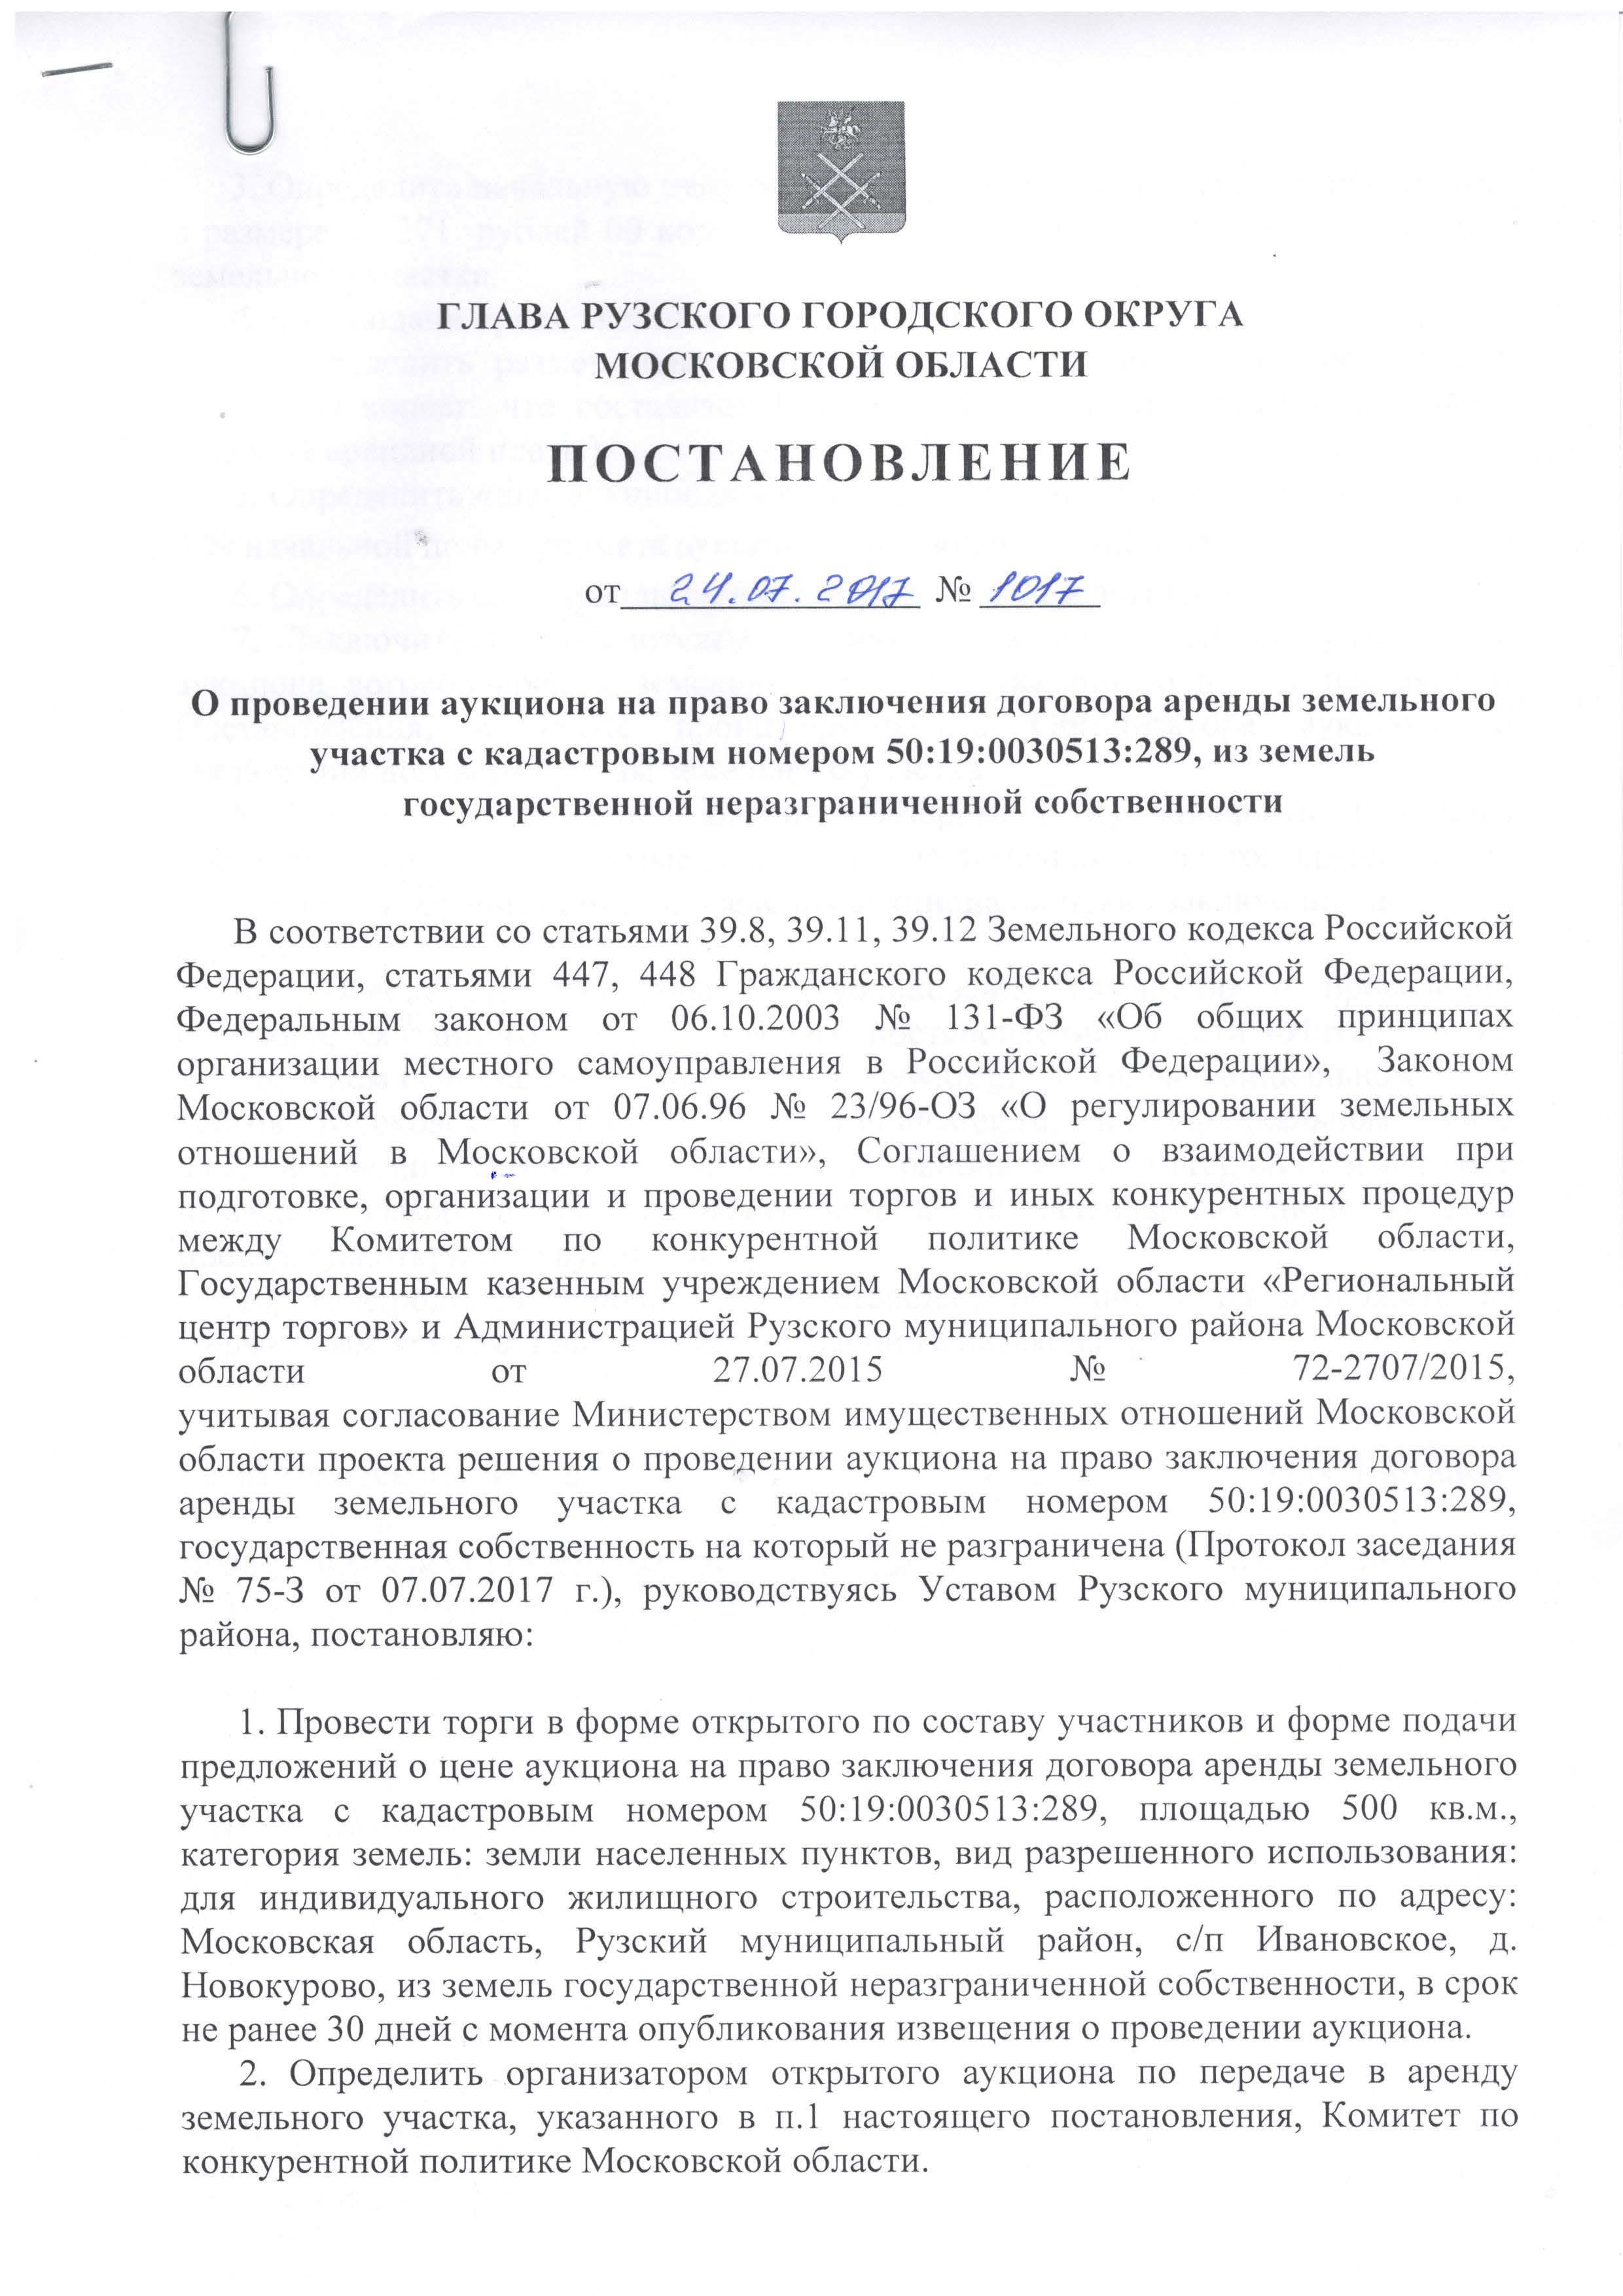 ГЛАВА РУЗСКОГО ГОРОДСКОГО ОКРУГА
МОСКОВСКОЙ ОБЛАСТИ
ПОСТАНОВЛЕНИЕ
от 24.07.2017 № 1017
О проведении аукциона на право заключения договора аренды земельного
участка с кадастровым номером 50:19:0030513:289, из земель
государственной неразграниченной собственности
В соответствии со статьями 39.8, 39.11, 39.12 Земельного кодекса Российской
Федерации, статьями 447, 448 Гражданского кодекса Российской Федерации,
Федеральным законом от 06.10.2003 № 131-ФЗ «Об общих принципах
организации местного самоуправления в Российской Федерации», Законом
Московской области от 07.06.96 № 23/96-ОЗ «О регулировании земельных
отношений в Московской области», Соглашением о взаимодействии при
подготовке, организации и проведении торгов и иных конкурентных процедур
между Комитетом по конкурентной политике Московской области,
Государственным казенным учреждением Московской области «Региональный
центр торгов» и Администрацией Рузского муниципального района Московской
области от 27.07.2015 № 72-2707/2015,
учитывая согласование Министерством имущественных отношений Московской
области проекта решения о проведении аукциона на право заключения договора
аренды земельного участка с кадастровым номером 50:19:0030513:289,
государственная собственность на который не разграничена (Протокол заседания
№ 75-З от 07.07.2017 г.), руководствуясь Уставом Рузского муниципального
района, постановляю:
1. Провести торги в форме открытого по составу участников и форме подачи
предложений о цене аукциона на право заключения договора аренды земельного
участка с кадастровым номером 50:19:0030513:289, площадью 500 кв.м.,
категория земель: земли населенных пунктов, вид разрешенного использования:
для индивидуального жилищного строительства, расположенного по адресу:
Московская область, Рузский муниципальный район, с/п Ивановское, д.
Новокурово, из земель государственной неразграниченной собственности, в срок
не ранее 30 дней с момента опубликования извещения о проведении аукциона.
2. Определить организатором открытого аукциона по передаче в аренду
земельного участка, указанного в п.1 настоящего постановления, Комитет по
конкурентной политике Московской области.